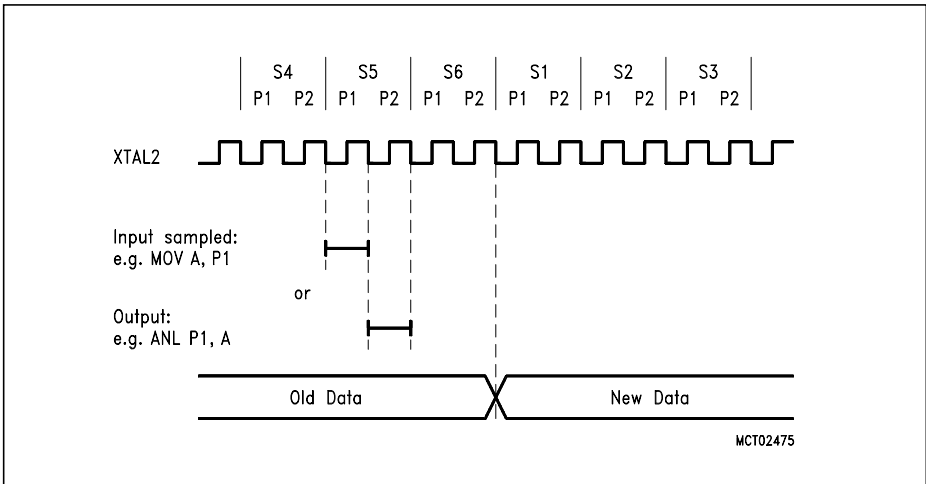 S4 S5 S6 S1 S2 S3
P1 P2 P1 P2 P1 P2 P1 P2 P1 P2 P1 P2
XTAL2
Input sampled:
e.g. MOV A, P1
or
Output:
e.g. ANL P1, A
Old Data New Data
MCT02475